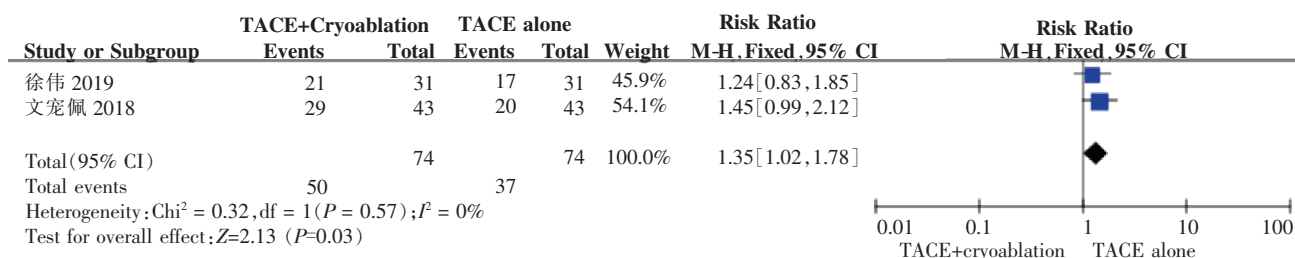 TACE+Cryoablation TACE alone Risk Ratio Risk Ratio
Study or Subgroup Events Total Events Total Weight M-H,Fixed,95% CI M-H,Fixed,95% CI
徐伟 2019 21 31 17 31 45.9% 1.24[0.83,1.85]
文宠佩 2018 29 43 20 43 54.1% 1.45[0.99,2.12]
Total(95% CI) 74 74 100.0% 1.35[1.02,1.78]
Total events 50 37
Heterogeneity:Chi² = 0.32,df = 1(P = 0.57);I² = 0%
Test for overall effect:Z=2.13 (P=0.03)
0.01 0.1 1 10 100
TACE+cryoablation TACE alone